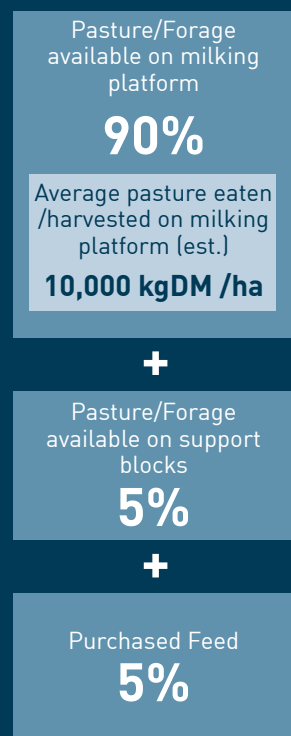 Pasture/Forage
available on milking
platform
90%
Average pasture eaten
/harvested on milking
platform (est.)
10,000 kgDM /ha
+
Pasture/Forage
available on support
blocks
5%
+
Purchased Feed
5%